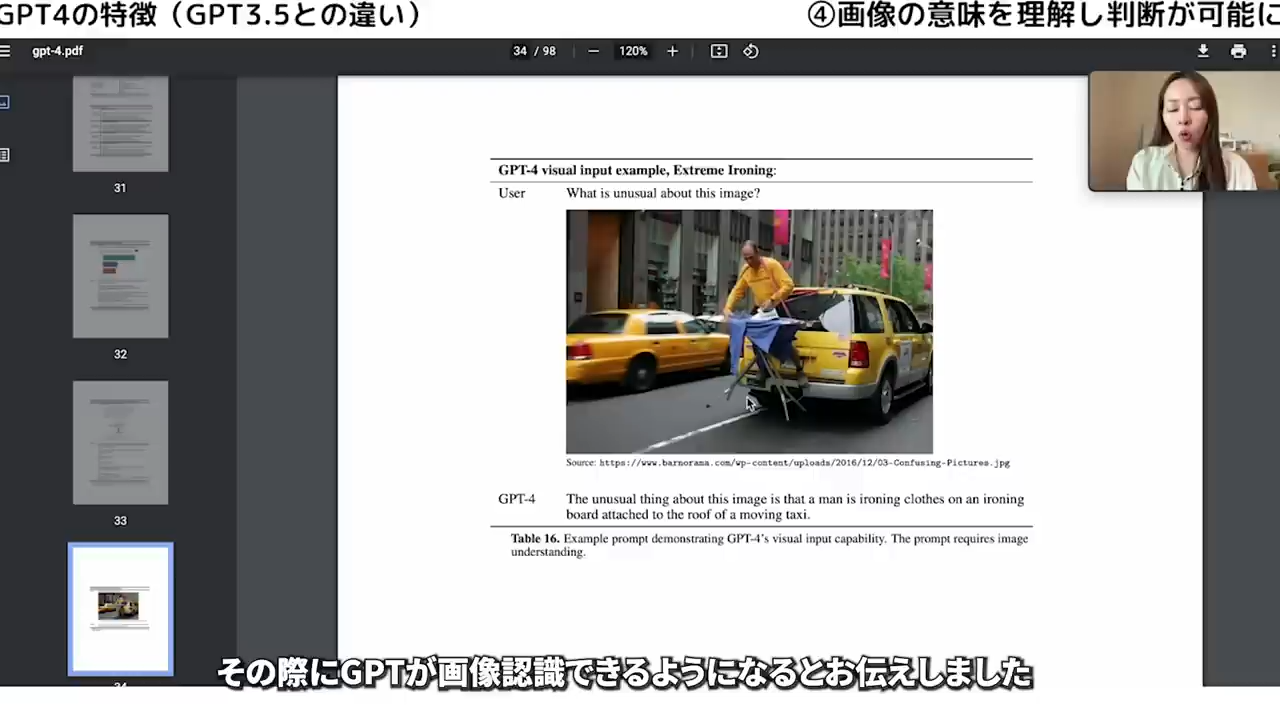 GPT4の特徴（GPT3.5との違い）
④画像の意味を理解し判断が可能に
gpt-4.pdf
34 / 98
120%
31
32
33
GPT-4 visual input example, Extreme Ironing:
User What is unusual about this image?
Source: https://www.barnorama.com/wp-content/uploads/2016/12/03-Confusing-Pictures.jpg
GPT-4 The unusual thing about this image is that a man is ironing clothes on an ironing
board attached to the roof of a moving taxi.
Table 16. Example prompt demonstrating GPT-4's visual input capability. The prompt requires image
understanding.
その際にGPTが画像認識できるようになるとお伝えしました